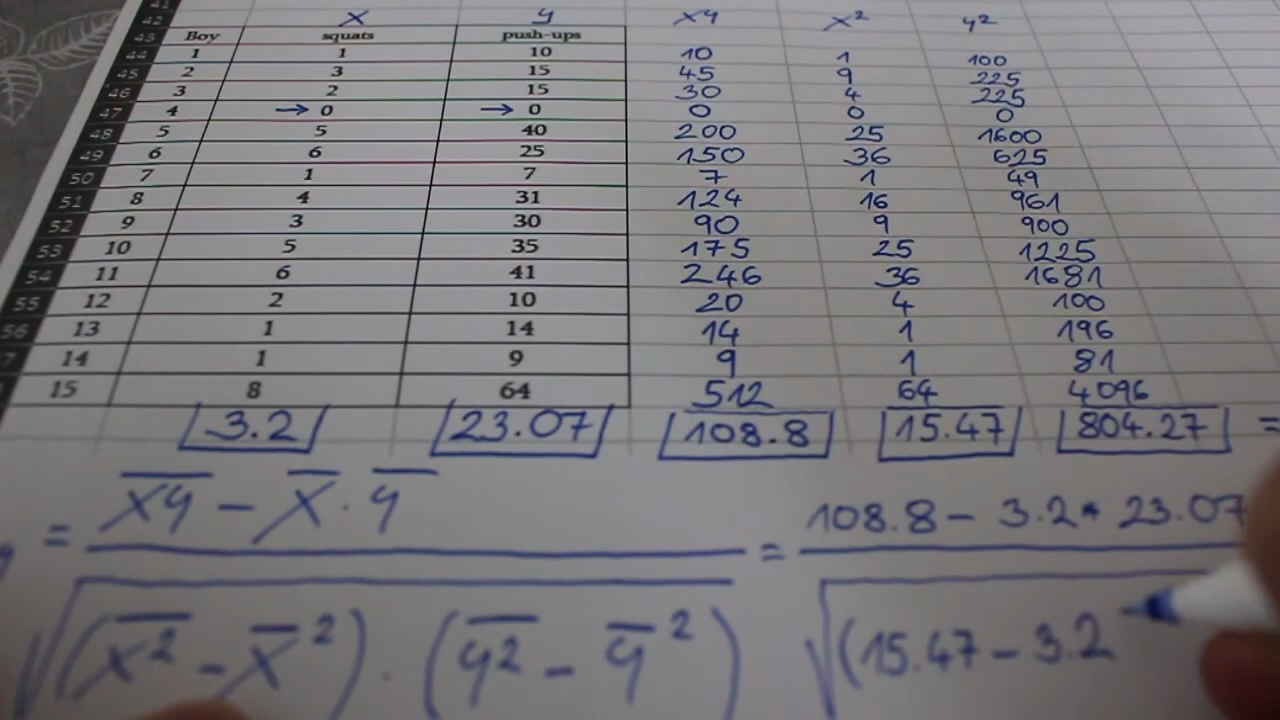 41
42 x y xy x² y²
43 Boy squats push-ups
44 1 1 10 10 1 100
45 2 3 15 45 9 225
46 3 2 15 30 4 225
47 4 → 0 → 0 0 0 0
48 5 5 40 200 25 1600
49 6 6 25 150 36 625
50 7 1 7 7 1 49
51 8 4 31 124 16 961
52 9 3 30 90 9 900
53 10 5 35 175 25 1225
54 11 6 41 246 36 1681
55 12 2 10 20 4 100
56 13 1 14 14 1 196
7 14 1 9 9 1 81
15 8 64 512 64 4096
3.2 23.07 108.8 15.47 804.27 =
= x̅y̅ - x̅ · y̅ = 108.8 - 3.2 * 23.07
√(x̅²̅ - x̅²) · (y̅²̅ - y̅²) √(15.47 - 3.2